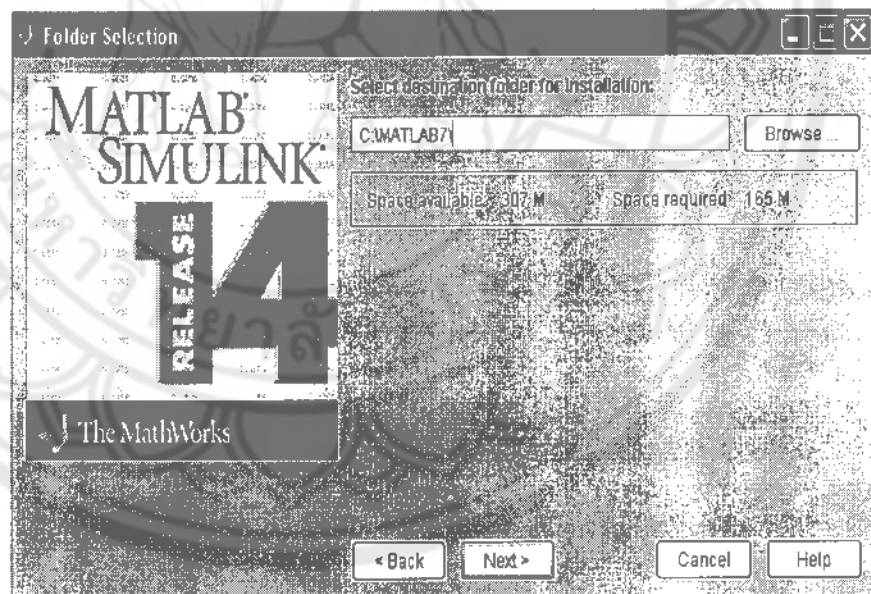 Folder Selection
MATLAB
SIMULINK
RELEASE
14
The MathWorks
Select destination folder for installation:
C:\MATLAB7\
Browse ...
Space available 307 M Space required 165 M
< Back Next > Cancel Help